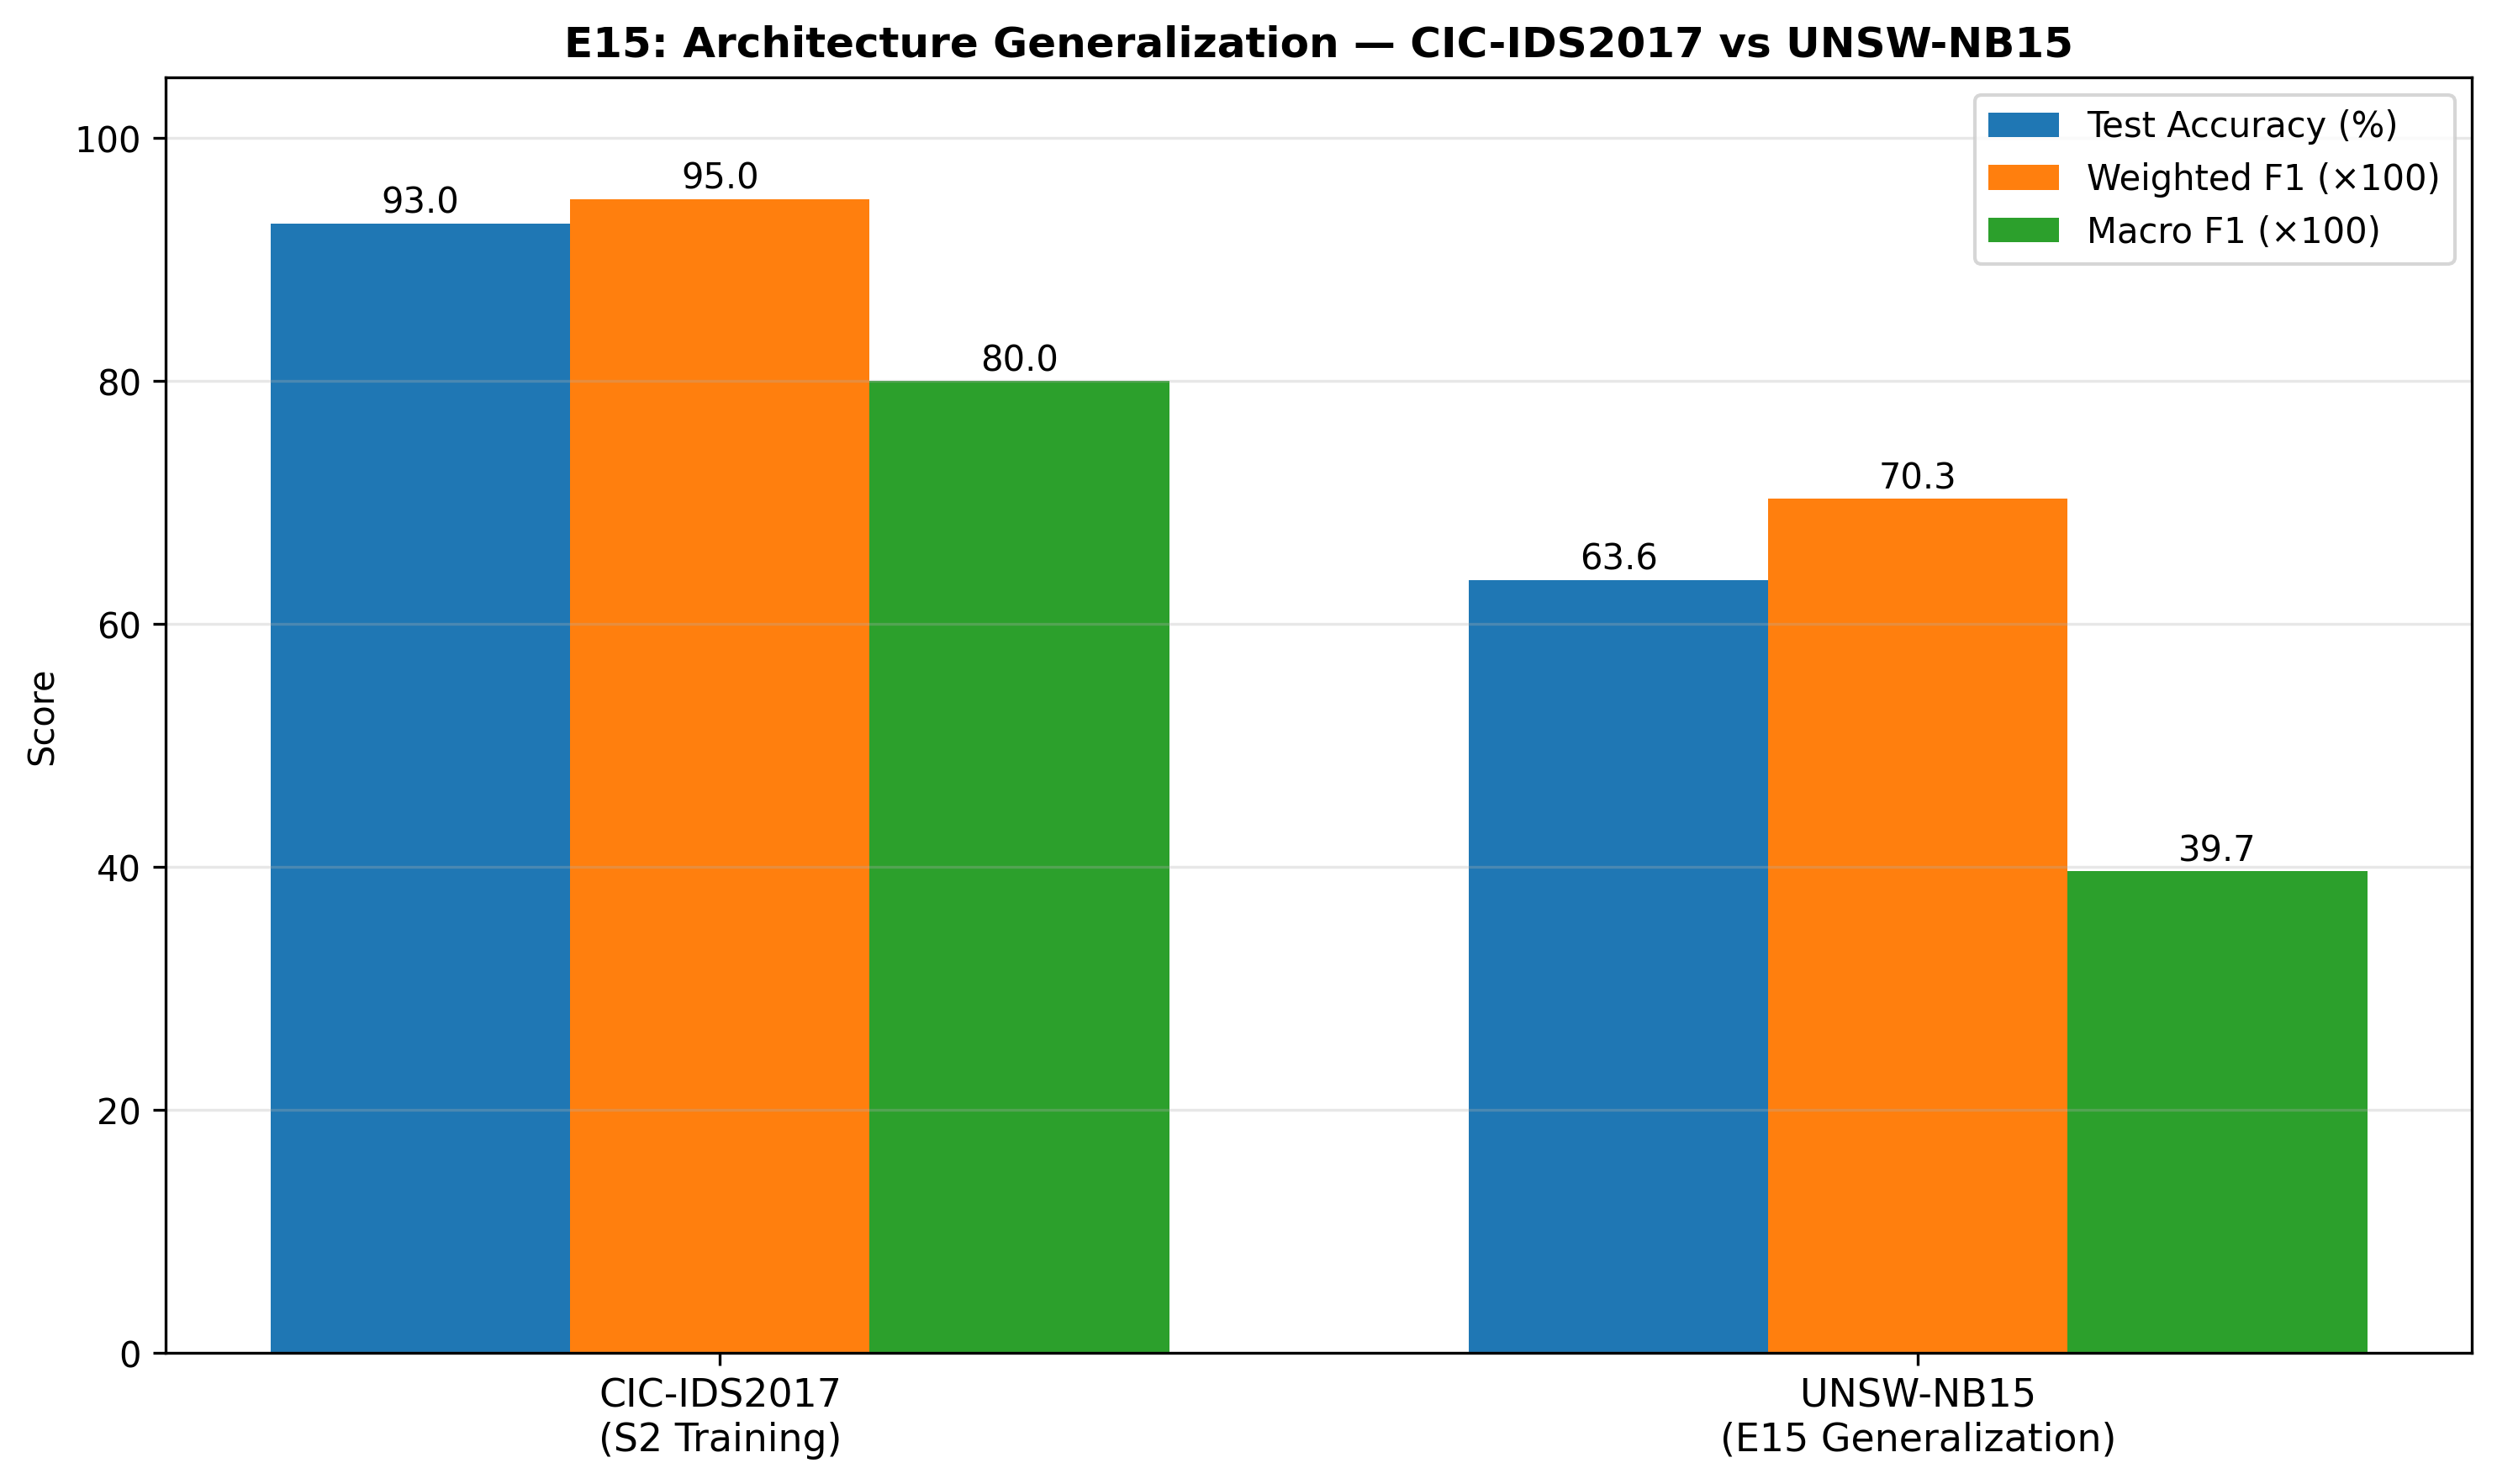 E15: Architecture Generalization — CIC-IDS2017 vs UNSW-NB15
Test Accuracy (%)
Weighted F1 (×100)
Macro F1 (×100)
Score
100
80
60
40
20
0
93.0
95.0
80.0
63.6
70.3
39.7
CIC-IDS2017
(S2 Training)
UNSW-NB15
(E15 Generalization)